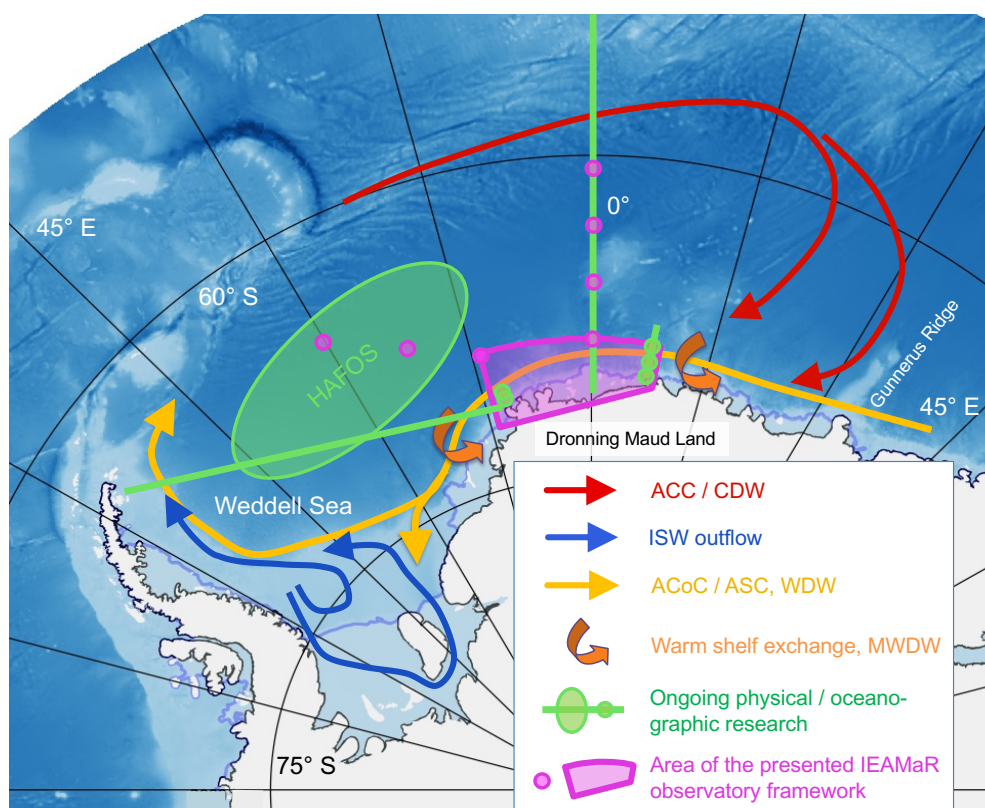 45° E
60° S
0°
HAFOS
Gunnerus Ridge
45° E
Dronning Maud Land
Weddell Sea
75° S
ACC / CDW
ISW outflow
ACoC / ASC, WDW
Warm shelf exchange, MWDW
Ongoing physical / oceano-
graphic research
Area of the presented IEAMaR
observatory framework